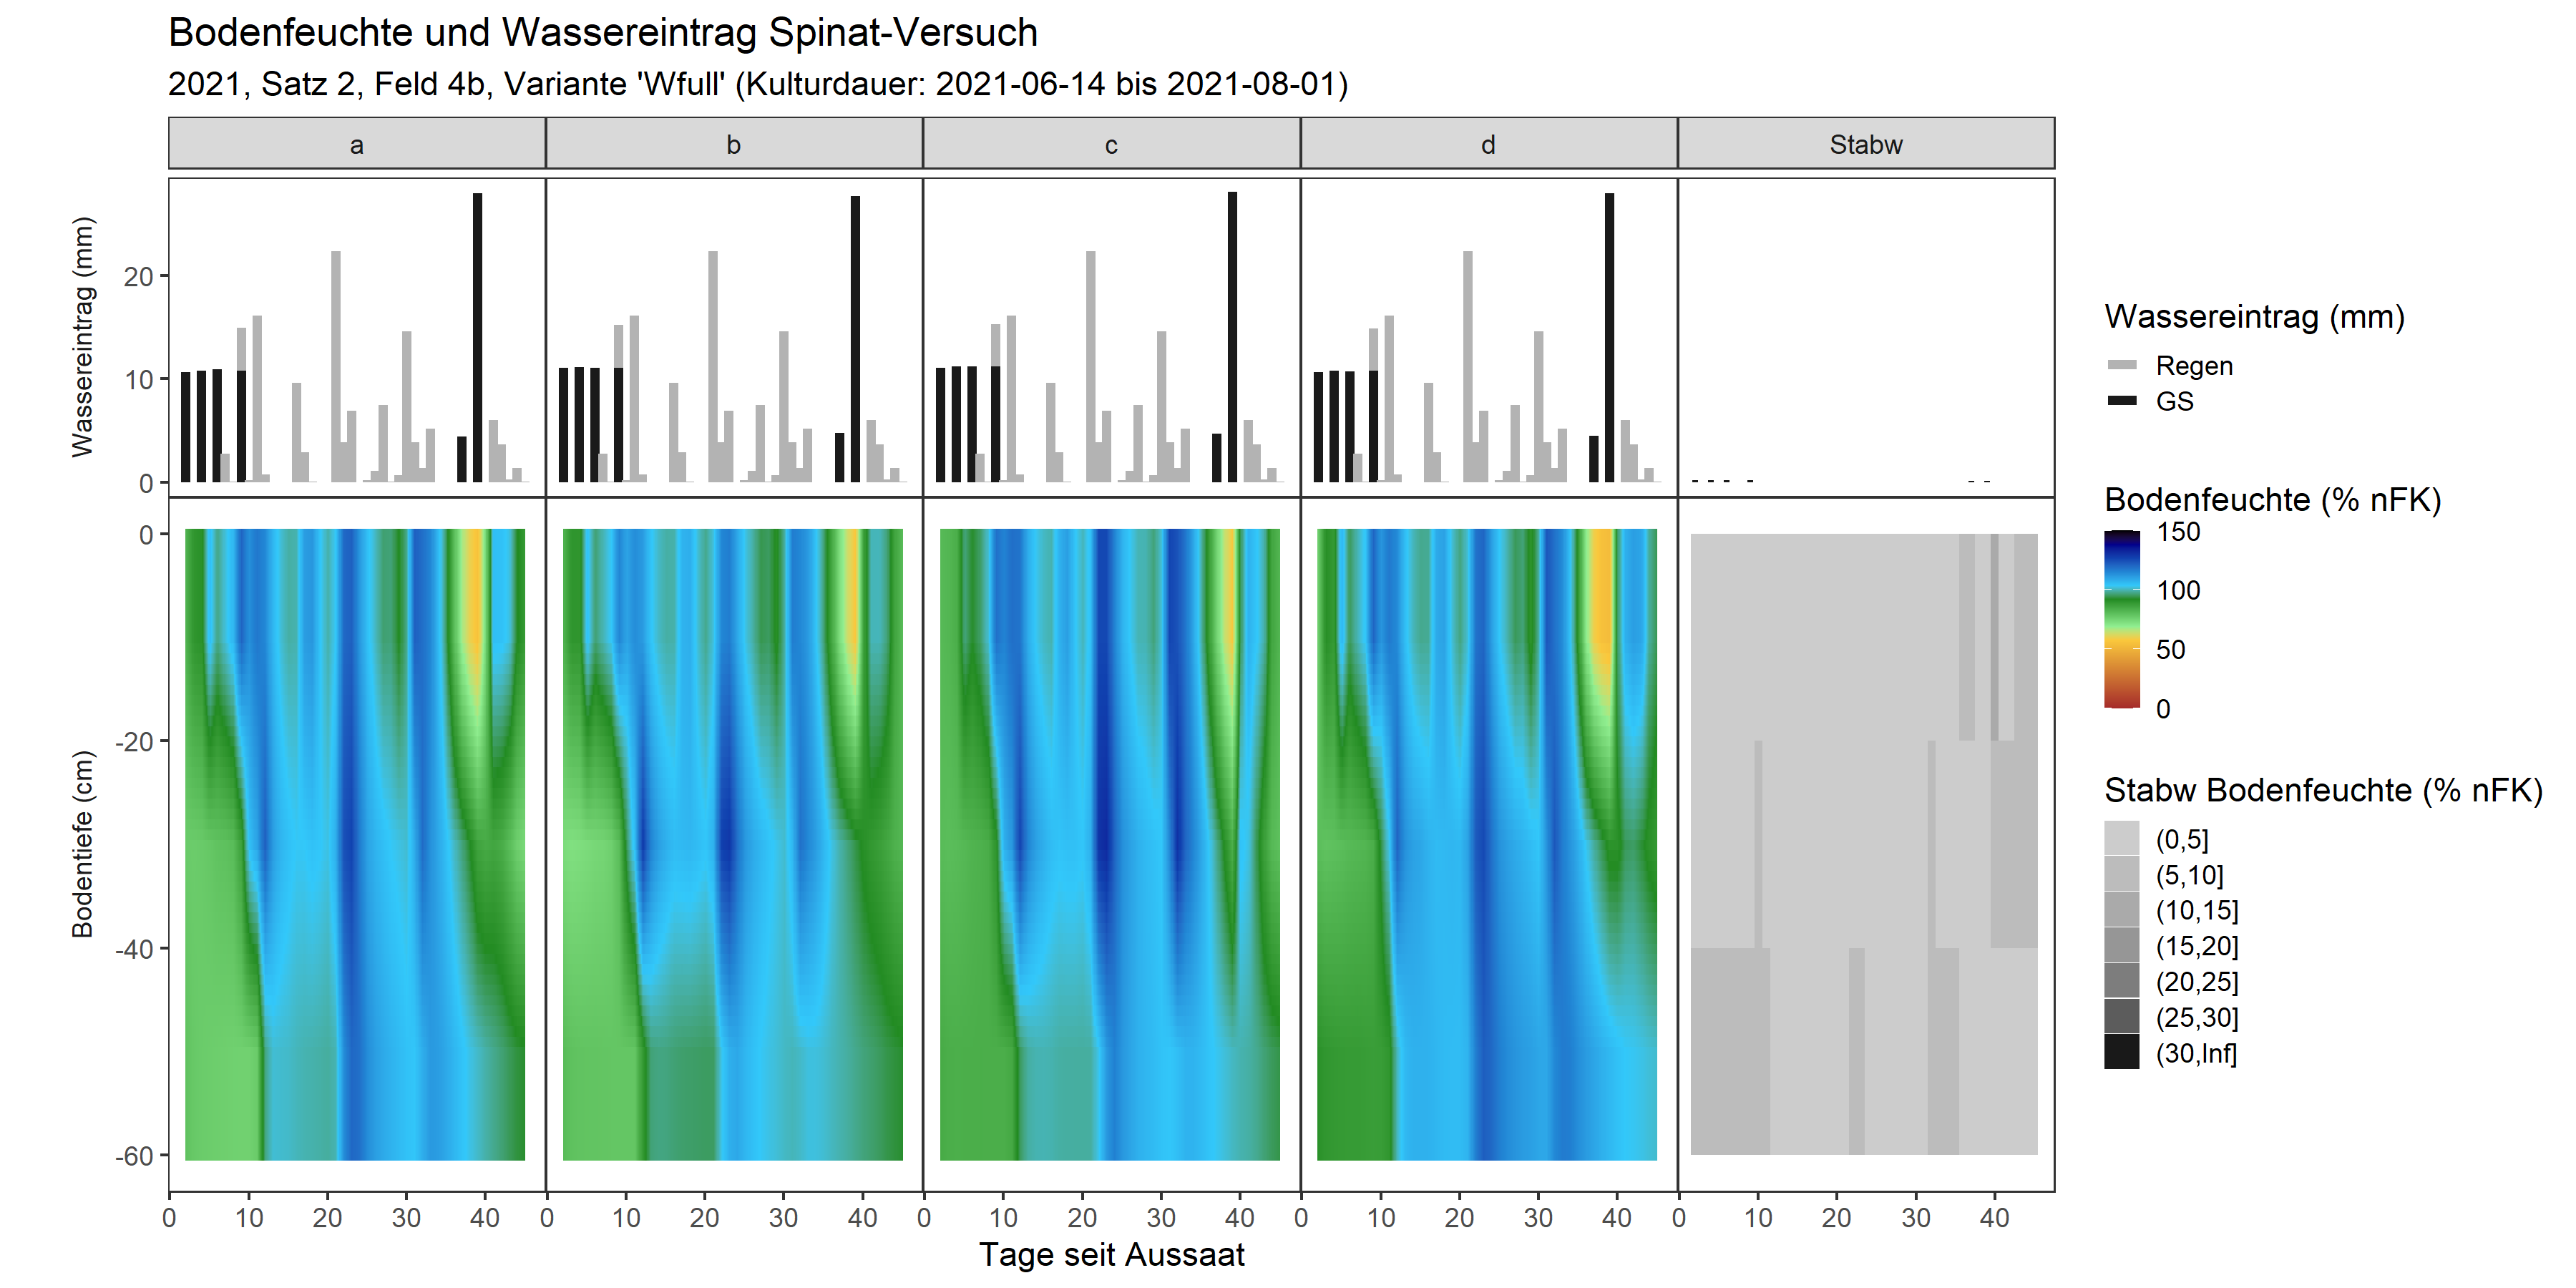 Bodenfeuchte und Wassereintrag Spinat-Versuch
2021, Satz 2, Feld 4b, Variante 'Wfull' (Kulturdauer: 2021-06-14 bis 2021-08-01)
a b c d Stabw
Wassereintrag (mm)
20
10
0
Bodentiefe (cm)
0
-20
-40
-60
0 10 20 30 40 0 10 20 30 40 0 10 20 30 40 0 10 20 30 40 0 10 20 30 40
Tage seit Aussaat
Wassereintrag (mm)
Regen
GS
Bodenfeuchte (% nFK)
150
100
50
0
Stabw Bodenfeuchte (% nFK)
(0,5]
(5,10]
(10,15]
(15,20]
(20,25]
(25,30]
(30,Inf]